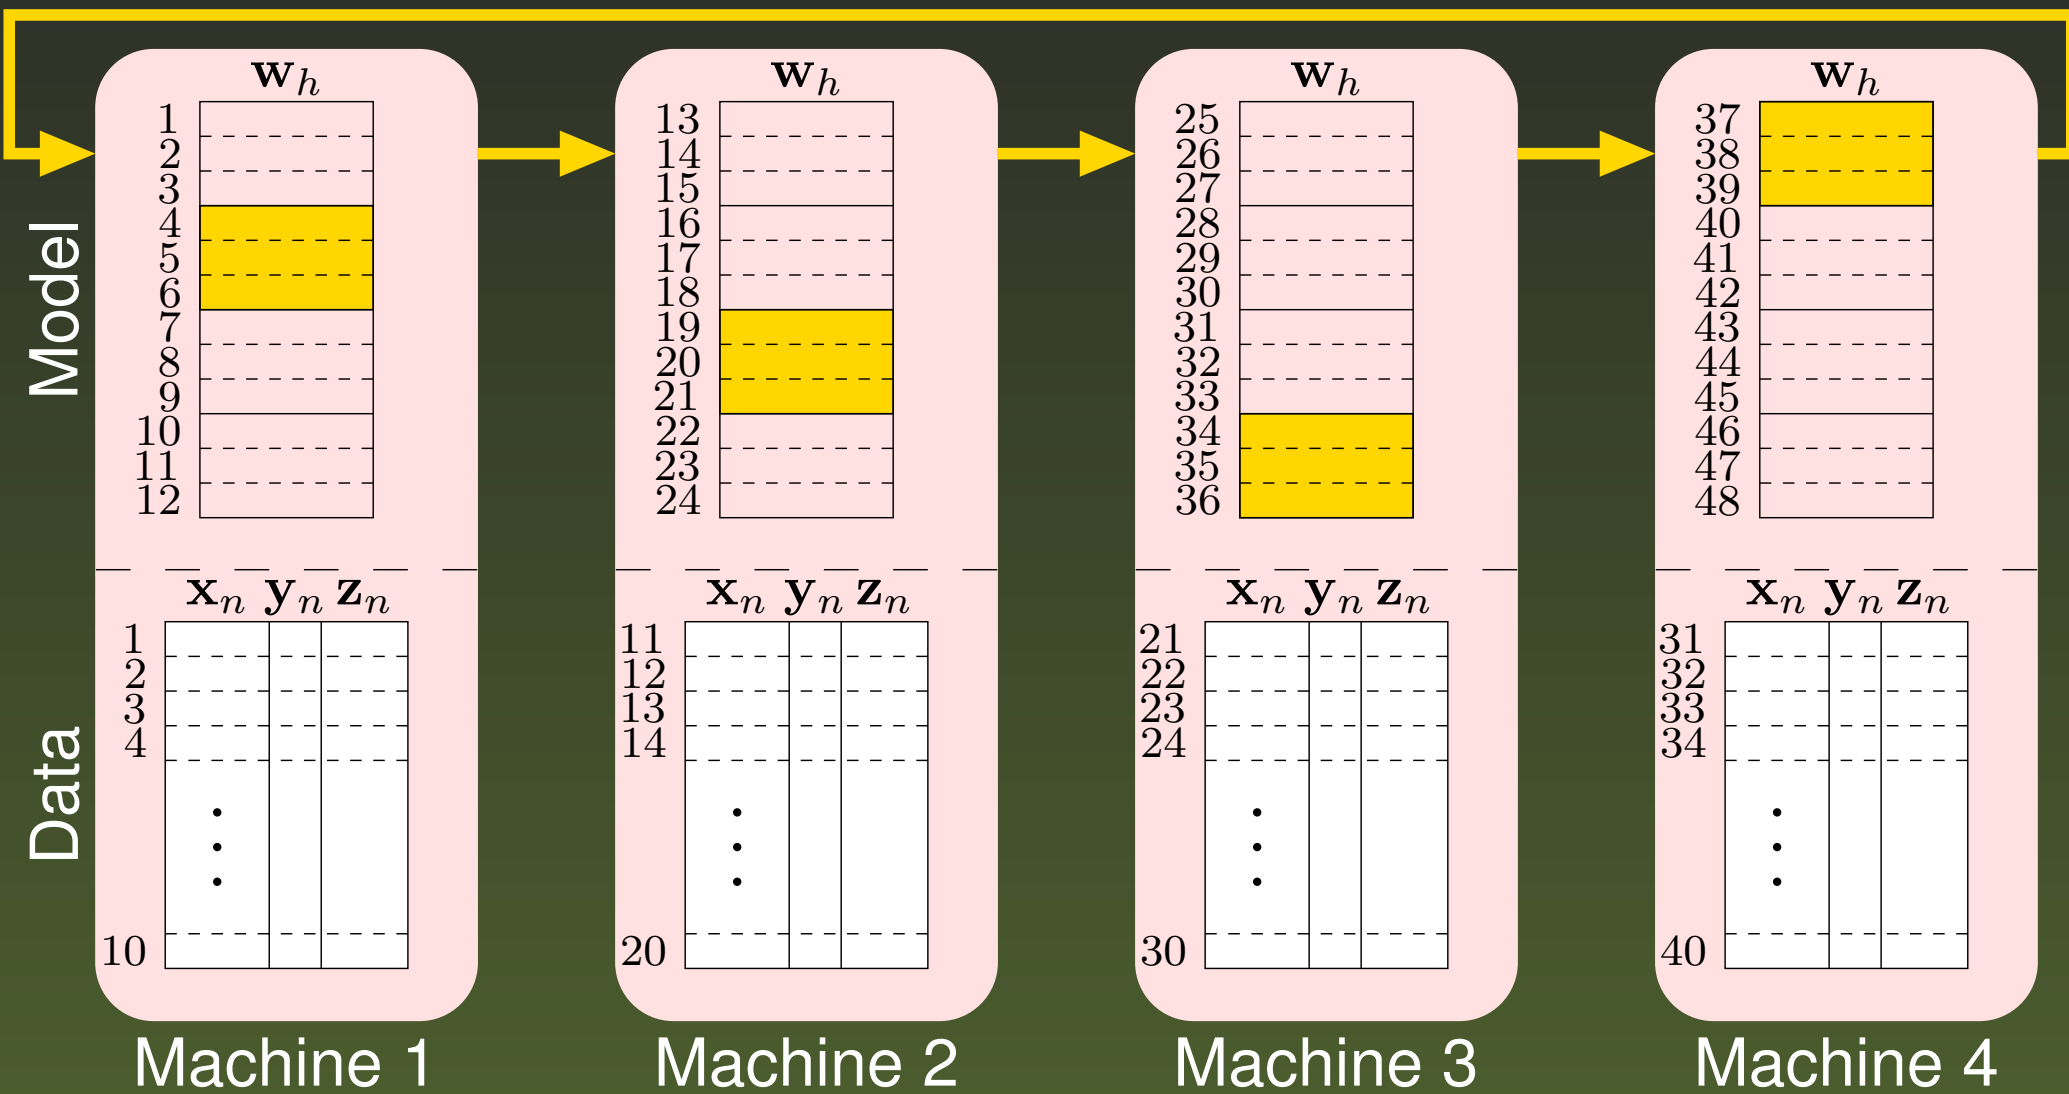 w_h w_h w_h w_h
1 13 25 37
2 14 26 38
3 15 27 39
4 16 28 40
5 17 29 41
6 18 30 42
7 19 31 43
8 20 32 44
9 21 33 45
10 22 34 46
11 23 35 47
12 24 36 48
Model
x_n y_n z_n x_n y_n z_n x_n y_n z_n x_n y_n z_n
1 11 21 31
2 12 22 32
3 13 23 33
4 14 24 34
10 20 30 40
Data
Machine 1 Machine 2 Machine 3 Machine 4